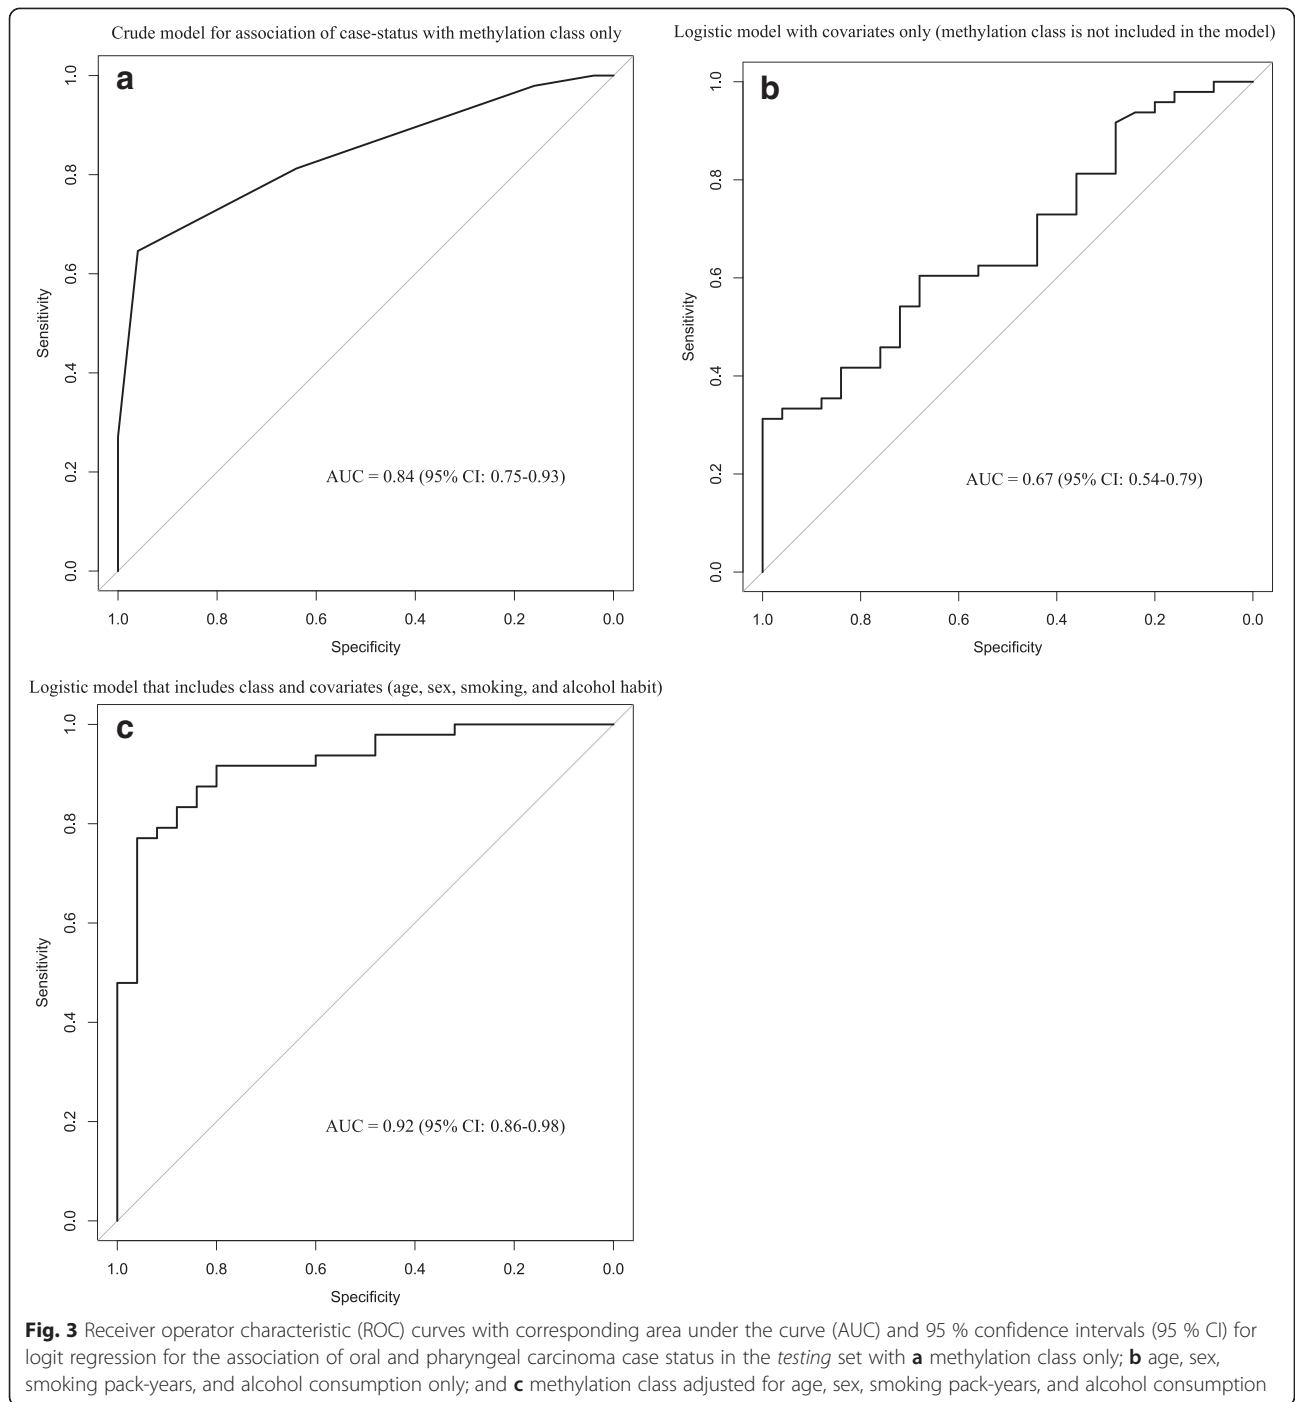 Crude model for association of case-status with methylation class only
a
1.0
0.8
0.6
0.4
0.2
0.0
Sensitivity
AUC = 0.84 (95% CI: 0.75-0.93)
1.0 0.8 0.6 0.4 0.2 0.0
Specificity
Logistic model with covariates only (methylation class is not included in the model)
b
1.0
0.8
0.6
0.4
0.2
0.0
Sensitivity
AUC = 0.67 (95% CI: 0.54-0.79)
1.0 0.8 0.6 0.4 0.2 0.0
Specificity
Logistic model that includes class and covariates (age, sex, smoking, and alcohol habit)
c
1.0
0.8
0.6
0.4
0.2
0.0
Sensitivity
AUC = 0.92 (95% CI: 0.86-0.98)
1.0 0.8 0.6 0.4 0.2 0.0
Specificity
Fig. 3 Receiver operator characteristic (ROC) curves with corresponding area under the curve (AUC) and 95 % confidence intervals (95 % CI) for
logit regression for the association of oral and pharyngeal carcinoma case status in the testing set with a methylation class only; b age, sex,
smoking pack-years, and alcohol consumption only; and c methylation class adjusted for age, sex, smoking pack-years, and alcohol consumption